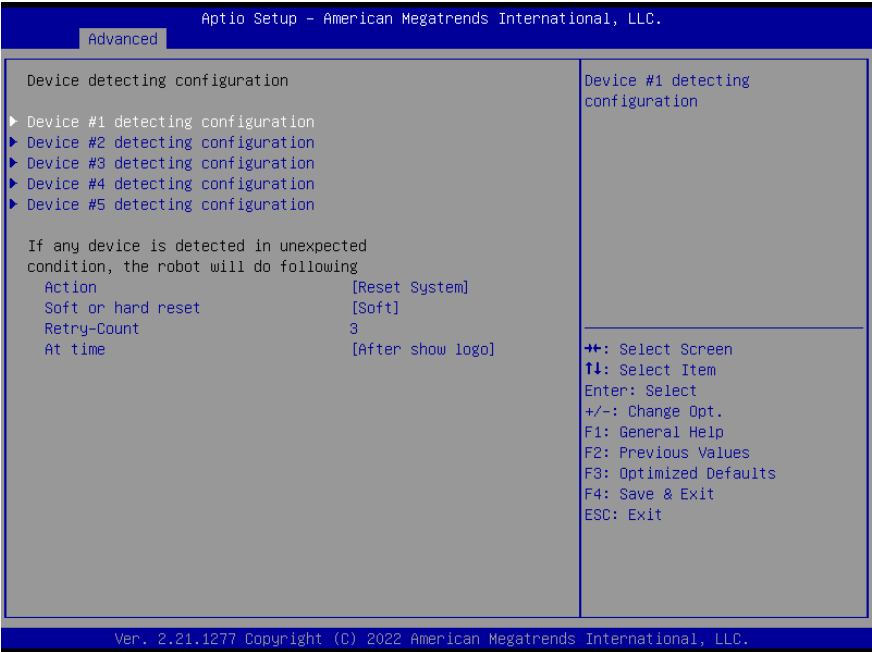 Aptio Setup – American Megatrends International, LLC.
Advanced
Device detecting configuration
Device #1 detecting configuration
Device #2 detecting configuration
Device #3 detecting configuration
Device #4 detecting configuration
Device #5 detecting configuration
If any device is detected in unexpected
condition, the robot will do following
Action [Reset System]
Soft or hard reset [Soft]
Retry-Count 3
At time [After show logo]
Device #1 detecting
configuration
→←: Select Screen
↑↓: Select Item
Enter: Select
+/-: Change Opt.
F1: General Help
F2: Previous Values
F3: Optimized Defaults
F4: Save & Exit
ESC: Exit
Ver. 2.21.1277 Copyright (C) 2022 American Megatrends International, LLC.